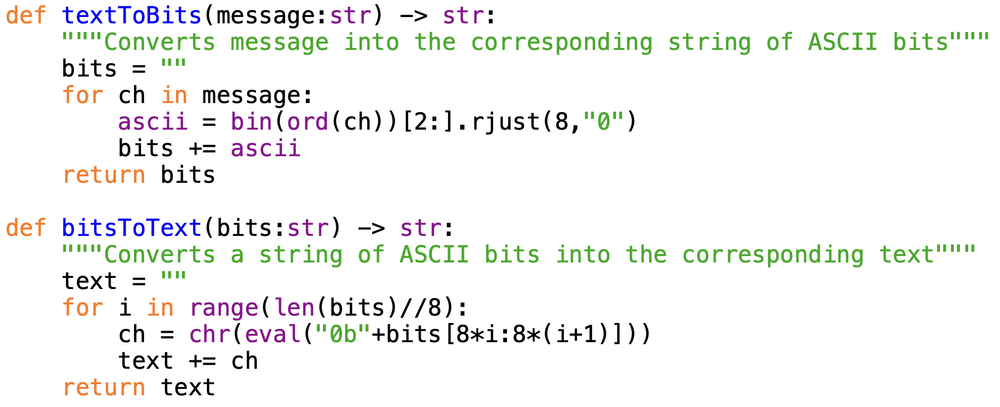 def textToBits(message:str) -> str:
    """Converts message into the corresponding string of ASCII bits"""
    bits = ""
    for ch in message:
        ascii = bin(ord(ch))[2:].rjust(8,"0")
        bits += ascii
    return bits

def bitsToText(bits:str) -> str:
    """Converts a string of ASCII bits into the corresponding text"""
    text = ""
    for i in range(len(bits)//8):
        ch = chr(eval("0b"+bits[8*i:8*(i+1)]))
        text += ch
    return text